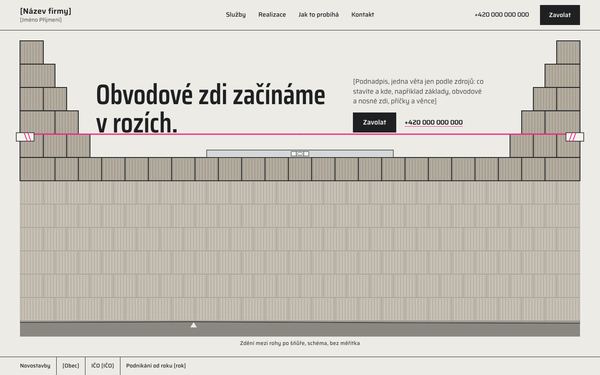 [Název firmy]
[Jméno Příjmení]
Služby
Realizace
Jak to probíhá
Kontakt
+420 000 000 000
Zavolat
Obvodové zdi začínáme
v rozích.
[Podnadpis, jedna věta jen podle zdrojů: co
stavíte a kde, například základy, obvodové
a nosné zdi, příčky a věnce]
Zavolat
+420 000 000 000
Zdění mezi rohy po šňůře, schéma, bez měřítka
Novostavby
[Obec]
IČO [IČO]
Podnikání od roku [rok]